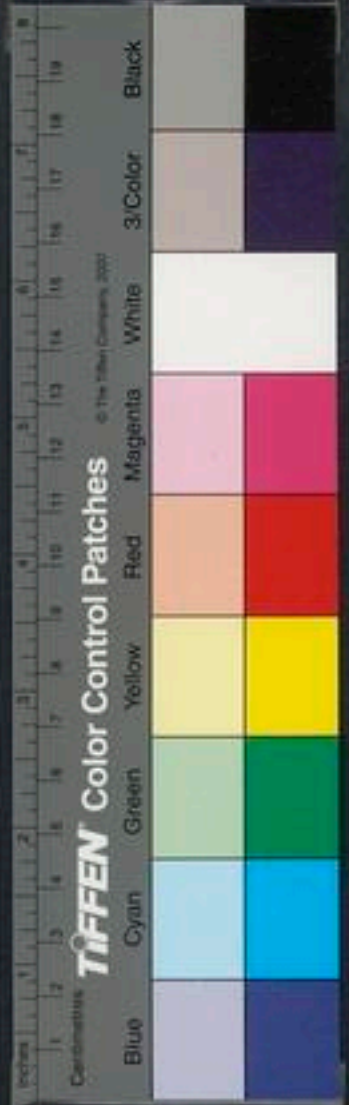 Inches 1 2 3 4 5 6 7 8
Centimetres 1 2 3 4 5 6 7 8 9 10 11 12 13 14 15 16 17 18 19
TIFFEN® Color Control Patches
© The Tiffen Company, 2007
Blue Cyan Green Yellow Red Magenta White 3/Color Black